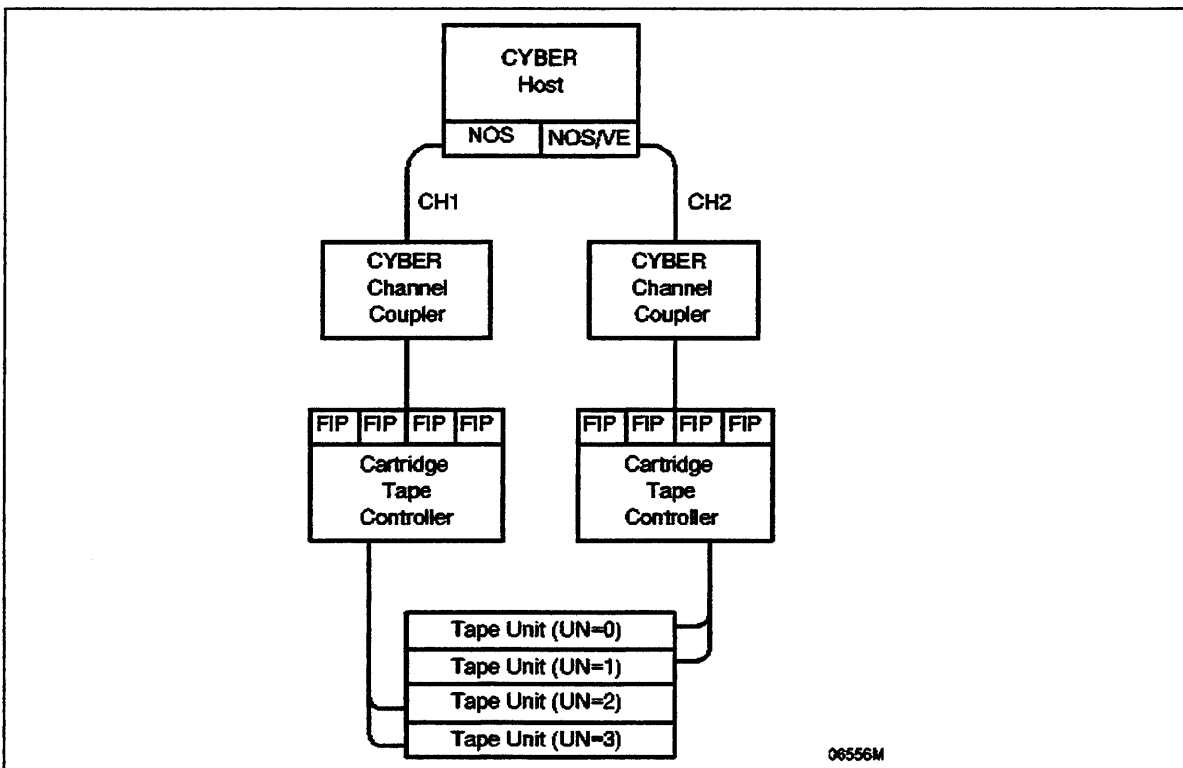 CYBER
Host
NOS NOS/VE
CH1 CH2
CYBER
Channel
Coupler
CYBER
Channel
Coupler
FIP FIP FIP FIP
FIP FIP FIP FIP
Cartridge
Tape
Controller
Cartridge
Tape
Controller
Tape Unit (UN=0)
Tape Unit (UN=1)
Tape Unit (UN=2)
Tape Unit (UN=3)
06556M